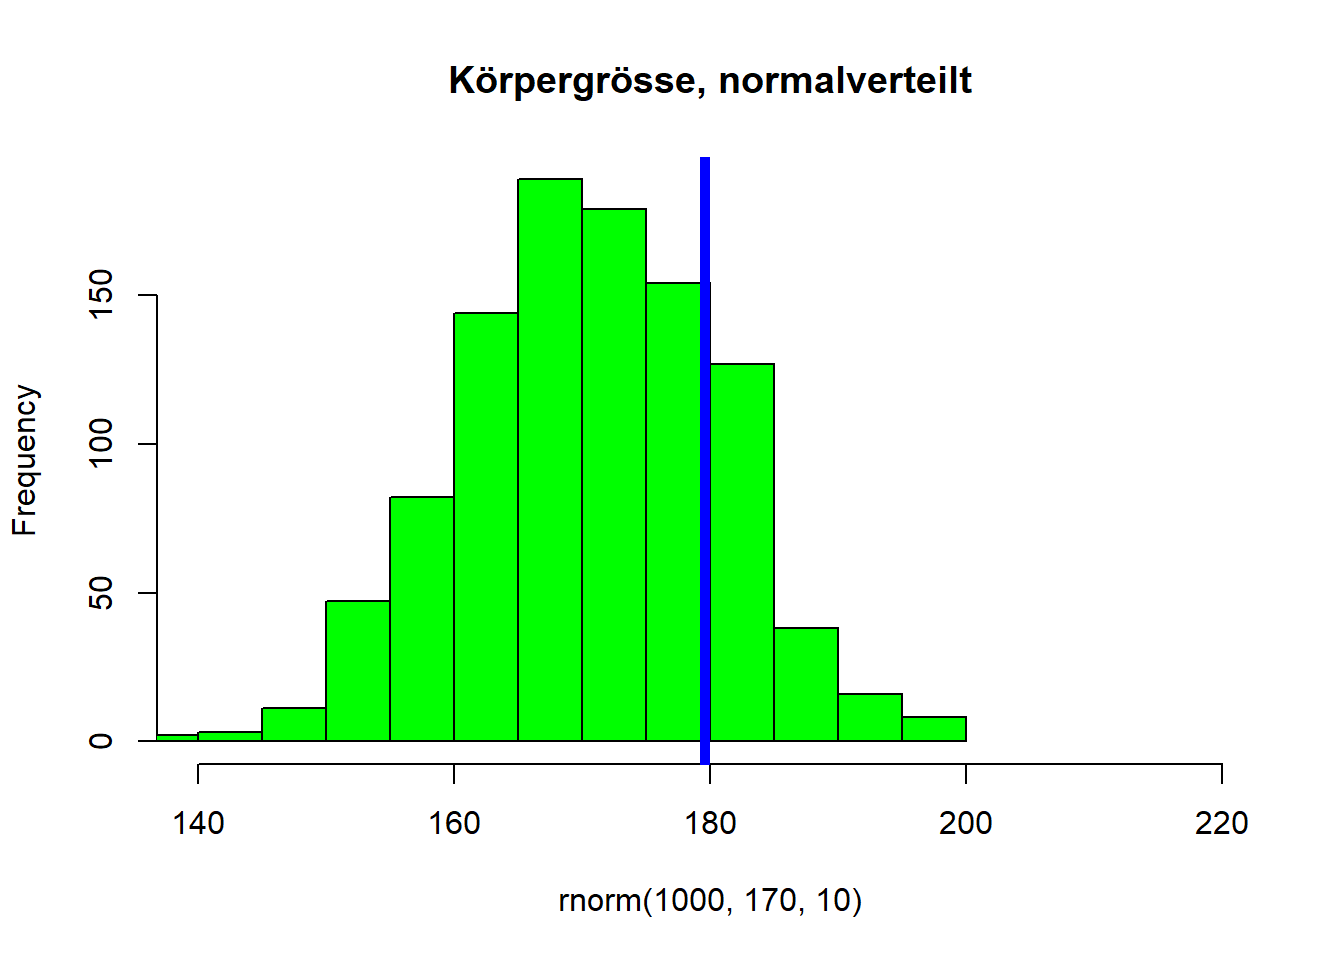 Körpergrösse, normalverteilt
Frequency
150
100
50
0
140 160 180 200 220
rnorm(1000, 170, 10)